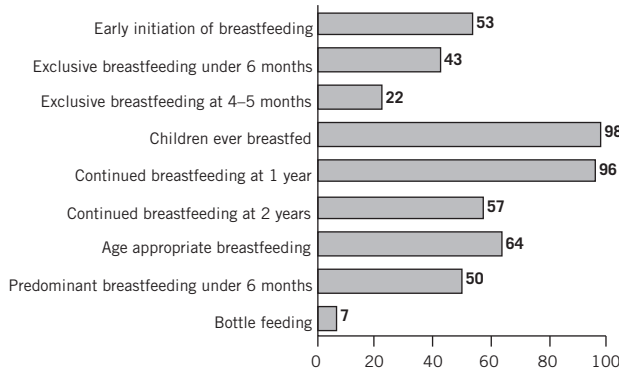 Early initiation of breastfeeding 53
Exclusive breastfeeding under 6 months 43
Exclusive breastfeeding at 4–5 months 22
Children ever breastfed 98
Continued breastfeeding at 1 year 96
Continued breastfeeding at 2 years 57
Age appropriate breastfeeding 64
Predominant breastfeeding under 6 months 50
Bottle feeding 7
0 20 40 60 80 100